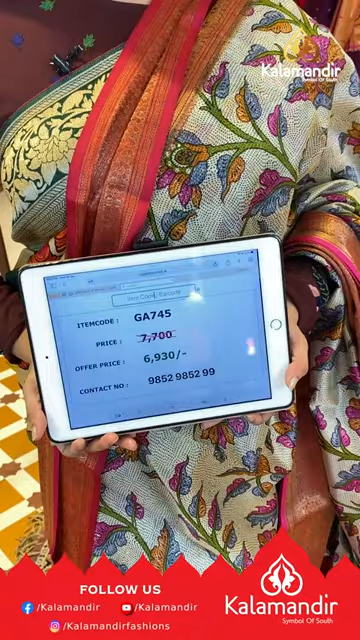 Kalamandir
Symbol Of South
Item Code / Barcode
ITEMCODE : GA745
PRICE : 7,700
OFFER PRICE : 6,930/-
CONTACT NO : 9852 9852 99
FOLLOW US
/Kalamandir /Kalamandir
/Kalamandirfashions
Kalamandir
Symbol Of South